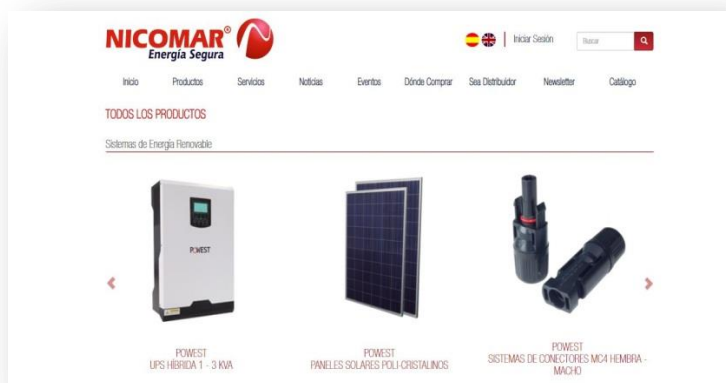 NICOMAR®
Energía Segura
Iniciar Sesión
Buscar
Inicio Productos Servicios Noticias Eventos Dónde Comprar Sea Distribuidor Newsletter Catálogo
TODOS LOS PRODUCTOS
Sistemas de Energía Renovable
POWEST
POWEST
UPS HÍBRIDA 1 - 3 KVA
POWEST
PANELES SOLARES POLI-CRISTALINOS
POWEST
SISTEMAS DE CONECTORES MC4 HEMBRA -
MACHO